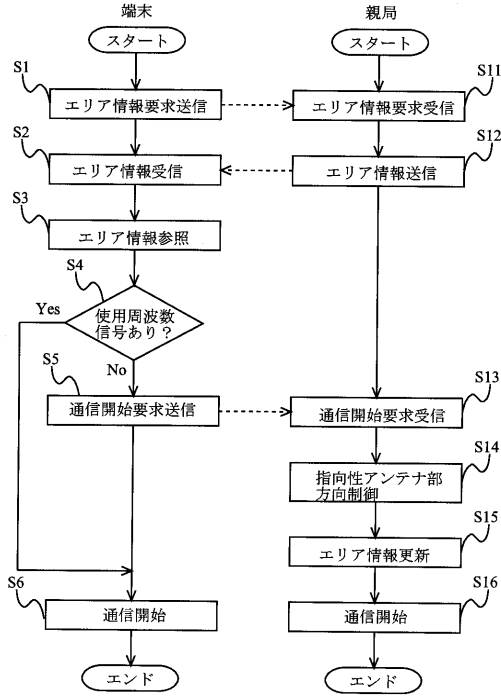 端末
親局
スタート
スタート
S1
エリア情報要求送信
S11
エリア情報要求受信
S2
エリア情報受信
S12
エリア情報送信
S3
エリア情報参照
S4
使用周波数
信号あり？
Yes
No
S5
通信開始要求送信
S13
通信開始要求受信
S14
指向性アンテナ部
方向制御
S15
エリア情報更新
S6
通信開始
S16
通信開始
エンド
エンド